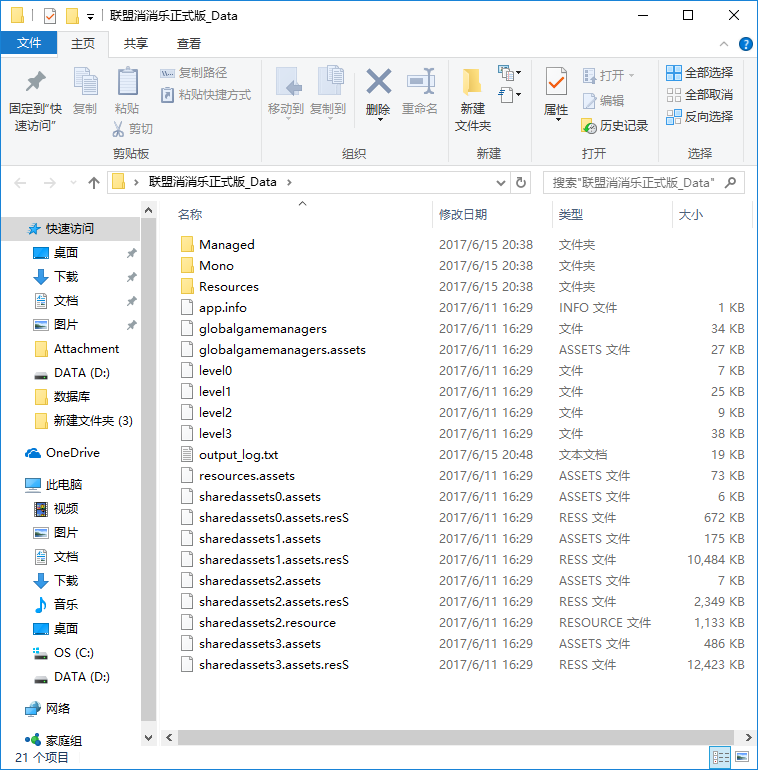 联盟消消乐正式版_Data
文件 主页 共享 查看
固定到"快速访问" 复制 粘贴 复制路径 粘贴快捷方式 剪切
移动到 复制到 删除 重命名
新建文件夹
属性 打开 编辑 历史记录
全部选择 全部取消 反向选择
剪贴板 组织 新建 打开 选择
联盟消消乐正式版_Data 搜索"联盟消消乐正式版_Data"
快速访问
桌面
下载
文档
图片
Attachment
DATA (D:)
数据库
新建文件夹 (3)
OneDrive
此电脑
视频
图片
文档
下载
音乐
桌面
OS (C:)
DATA (D:)
网络
家庭组
名称 修改日期 类型 大小
Managed 2017/6/15 20:38 文件夹
Mono 2017/6/15 20:38 文件夹
Resources 2017/6/15 20:38 文件夹
app.info 2017/6/11 16:29 INFO 文件 1 KB
globalgamemanagers 2017/6/11 16:29 文件 34 KB
globalgamemanagers.assets 2017/6/11 16:29 ASSETS 文件 27 KB
level0 2017/6/11 16:29 文件 7 KB
level1 2017/6/11 16:29 文件 25 KB
level2 2017/6/11 16:29 文件 9 KB
level3 2017/6/11 16:29 文件 38 KB
output_log.txt 2017/6/15 20:48 文本文档 19 KB
resources.assets 2017/6/11 16:29 ASSETS 文件 73 KB
sharedassets0.assets 2017/6/11 16:29 ASSETS 文件 6 KB
sharedassets0.assets.resS 2017/6/11 16:29 RESS 文件 672 KB
sharedassets1.assets 2017/6/11 16:29 ASSETS 文件 175 KB
sharedassets1.assets.resS 2017/6/11 16:29 RESS 文件 10,484 KB
sharedassets2.assets 2017/6/11 16:29 ASSETS 文件 7 KB
sharedassets2.assets.resS 2017/6/11 16:29 RESS 文件 2,349 KB
sharedassets2.resource 2017/6/11 16:29 RESOURCE 文件 1,133 KB
sharedassets3.assets 2017/6/11 16:29 ASSETS 文件 486 KB
sharedassets3.assets.resS 2017/6/11 16:29 RESS 文件 12,423 KB
21 个项目